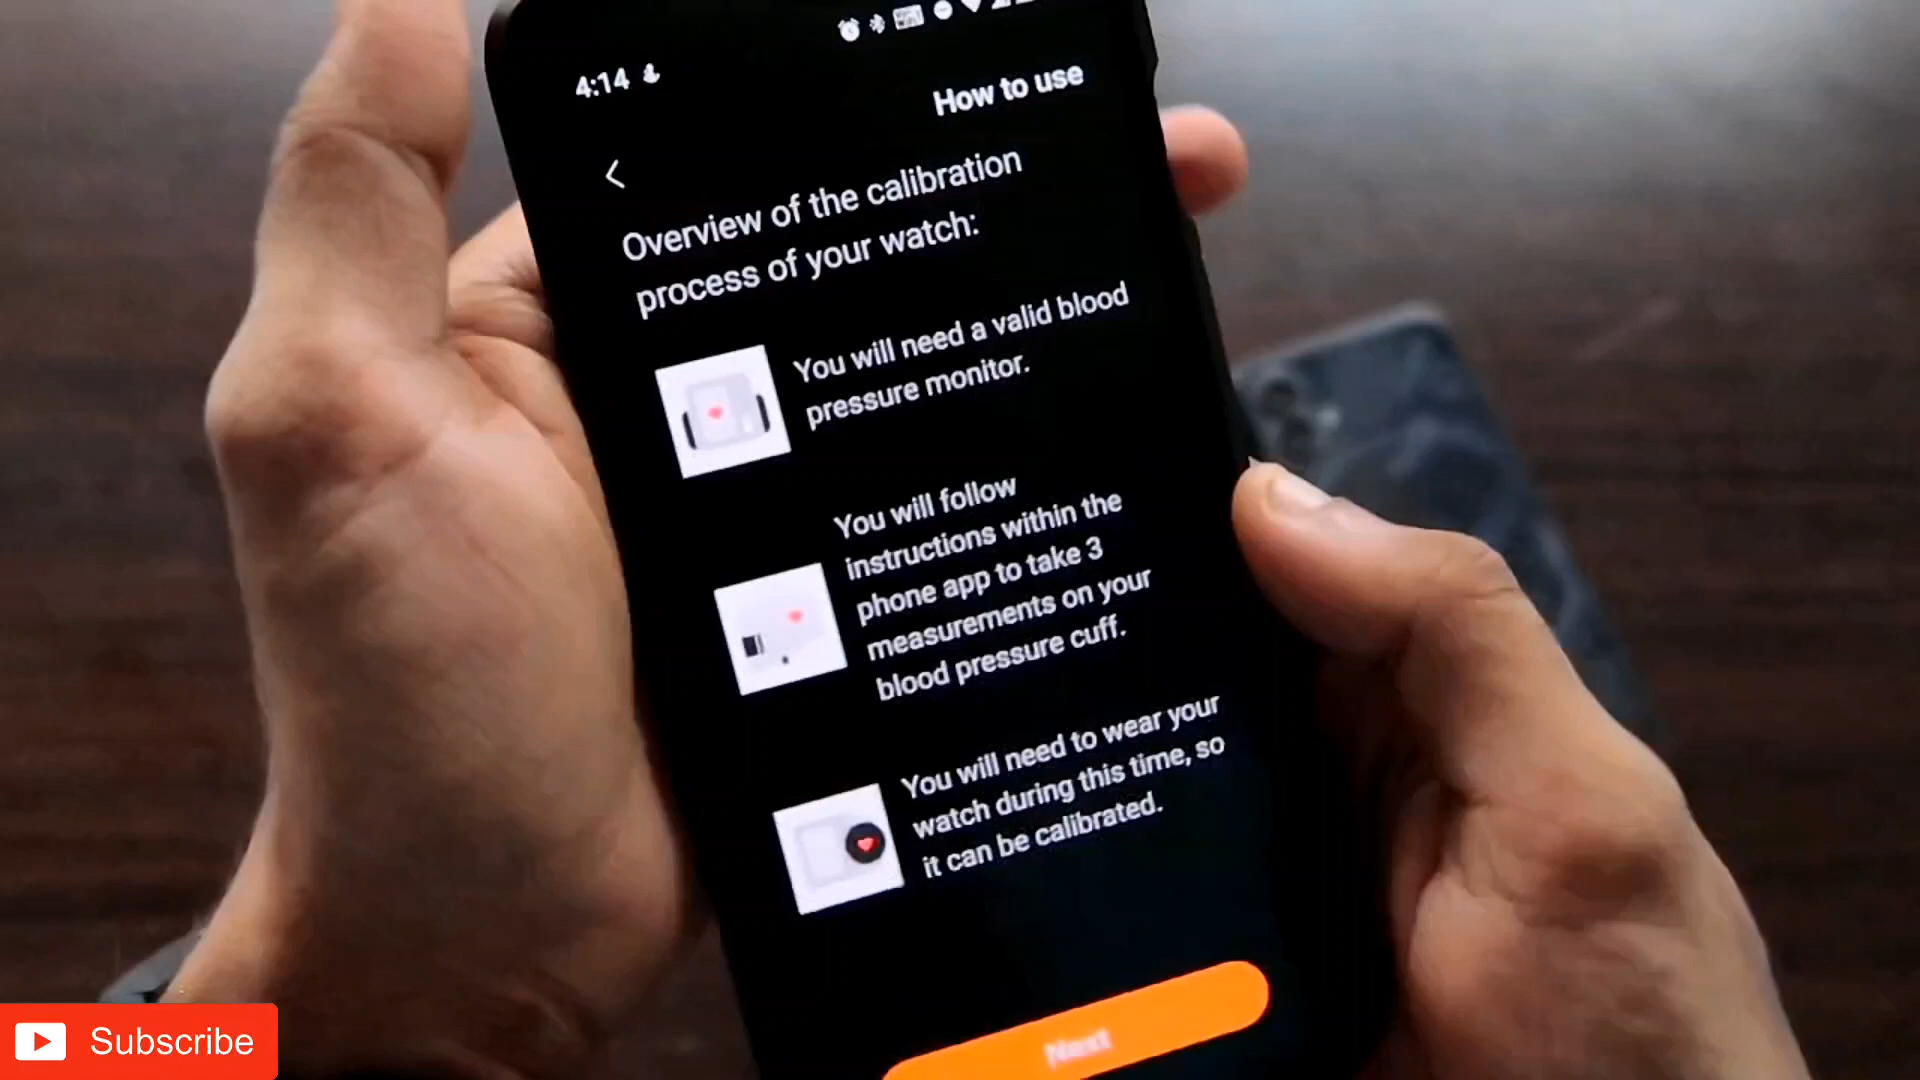 4:14
How to use
Overview of the calibration
process of your watch:
You will need a valid blood
pressure monitor.
You will follow
instructions within the
phone app to take 3
measurements on your
blood pressure cuff.
You will need to wear your
watch during this time, so
it can be calibrated.
Next
Subscribe